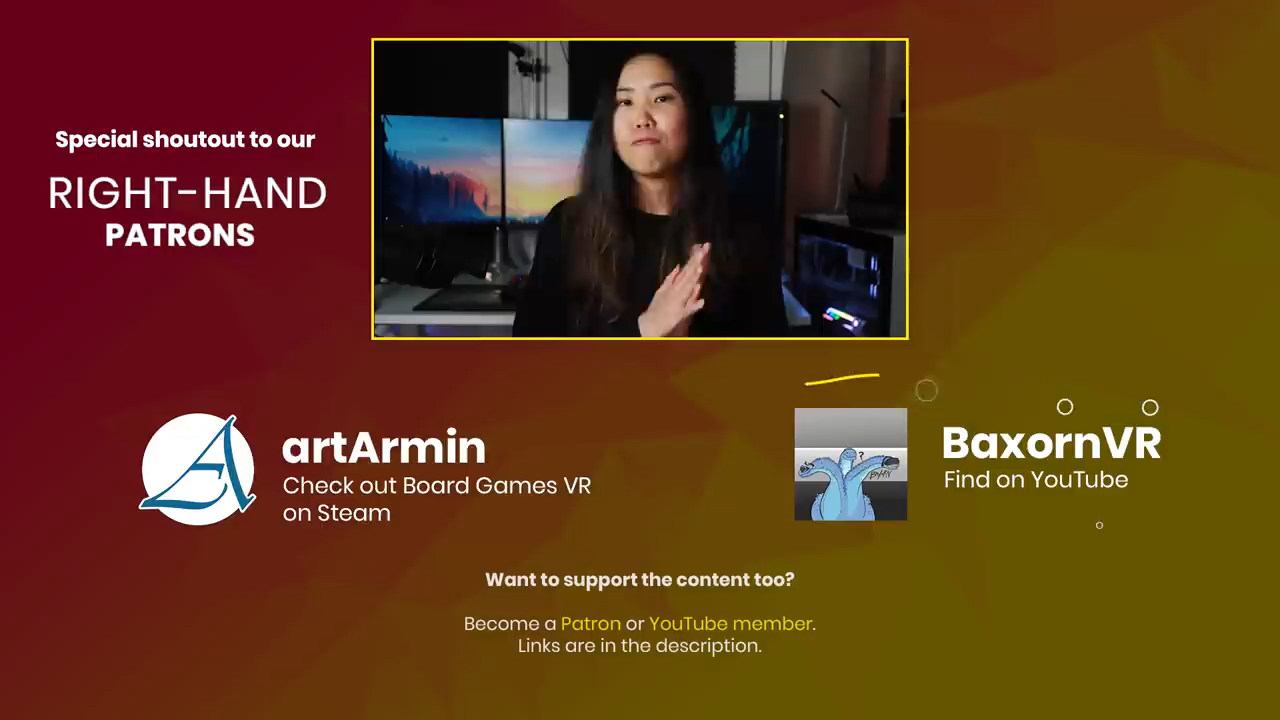 Special shoutout to our
RIGHT-HAND
PATRONS
artArmin
Check out Board Games VR
on Steam
BaxornVR
Find on YouTube
Want to support the content too?
Become a Patron or YouTube member.
Links are in the description.